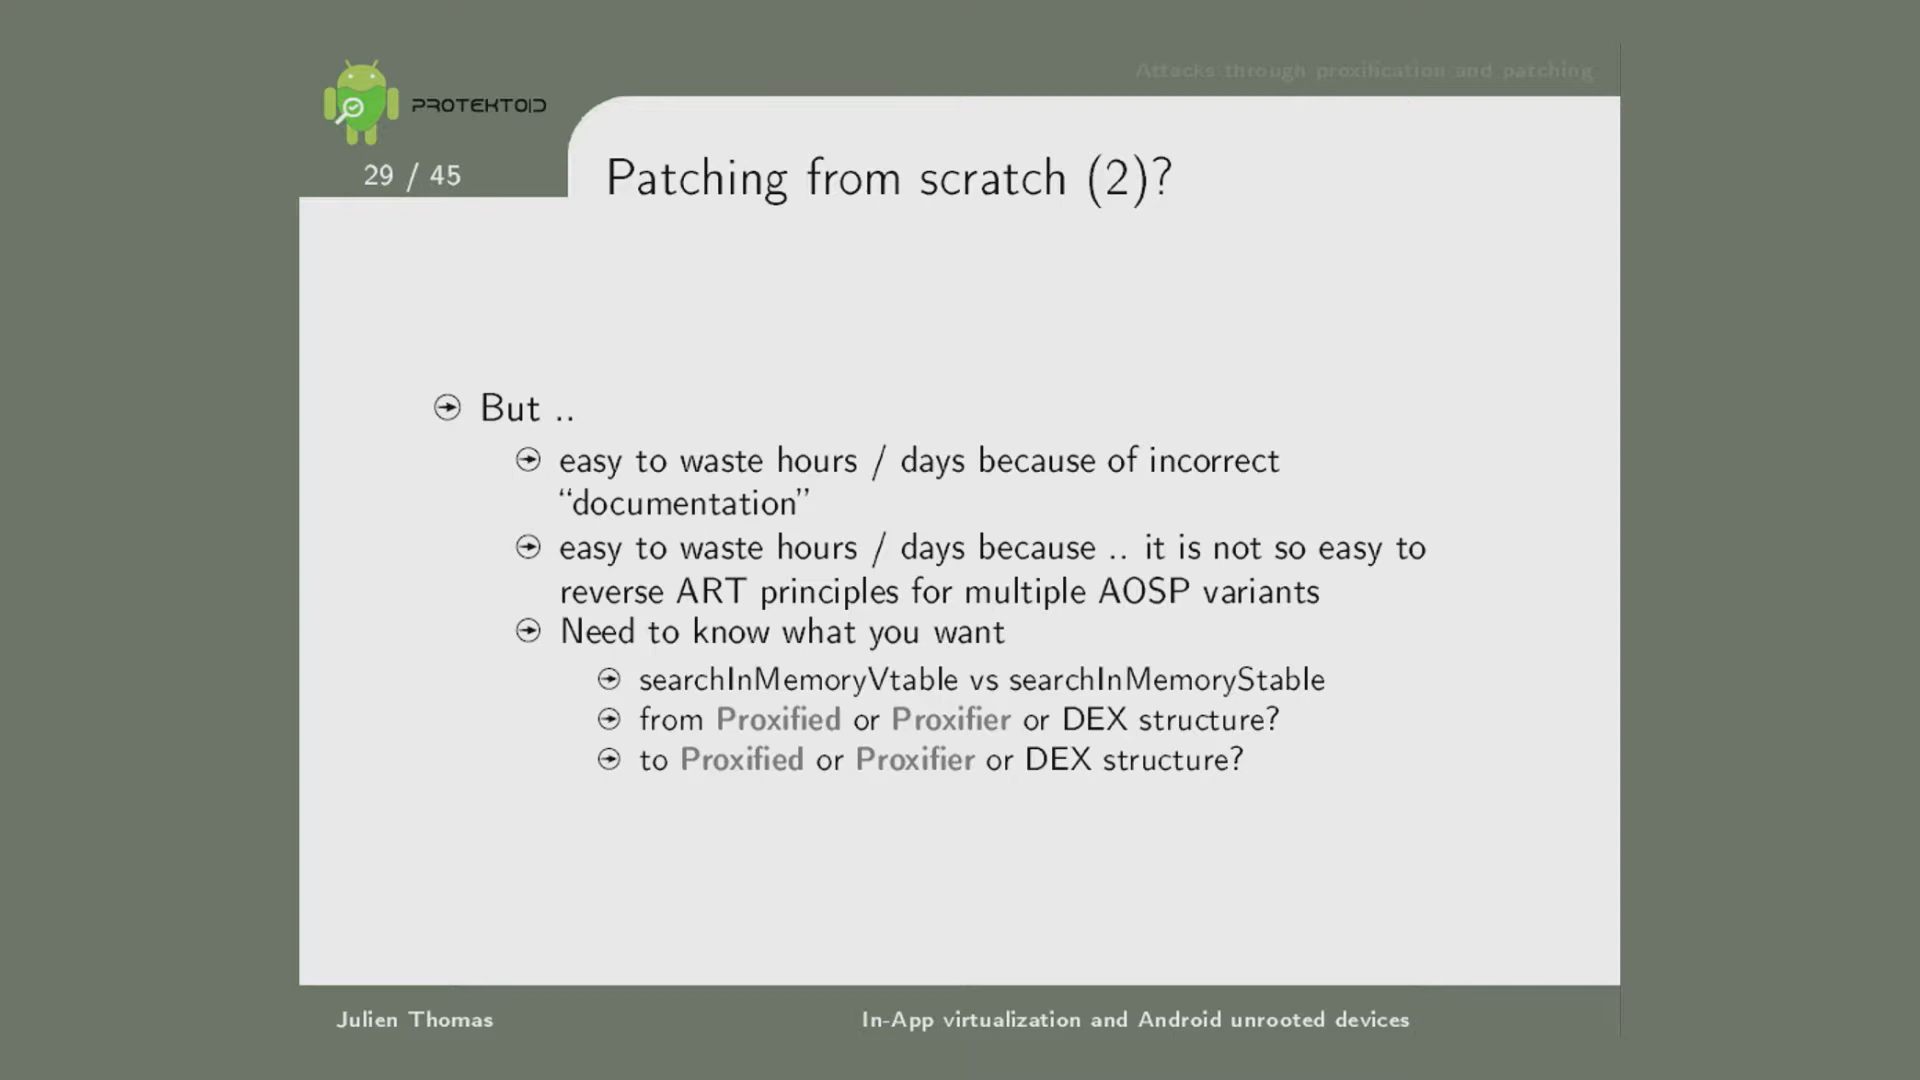 Attacks through proxification and patching
PROTEKTOID
29 / 45
Patching from scratch (2)?
But ..
easy to waste hours / days because of incorrect
“documentation”
easy to waste hours / days because .. it is not so easy to
reverse ART principles for multiple AOSP variants
Need to know what you want
searchInMemoryVtable vs searchInMemoryStable
from Proxified or Proxifier or DEX structure?
to Proxified or Proxifier or DEX structure?
Julien Thomas
In-App virtualization and Android unrooted devices